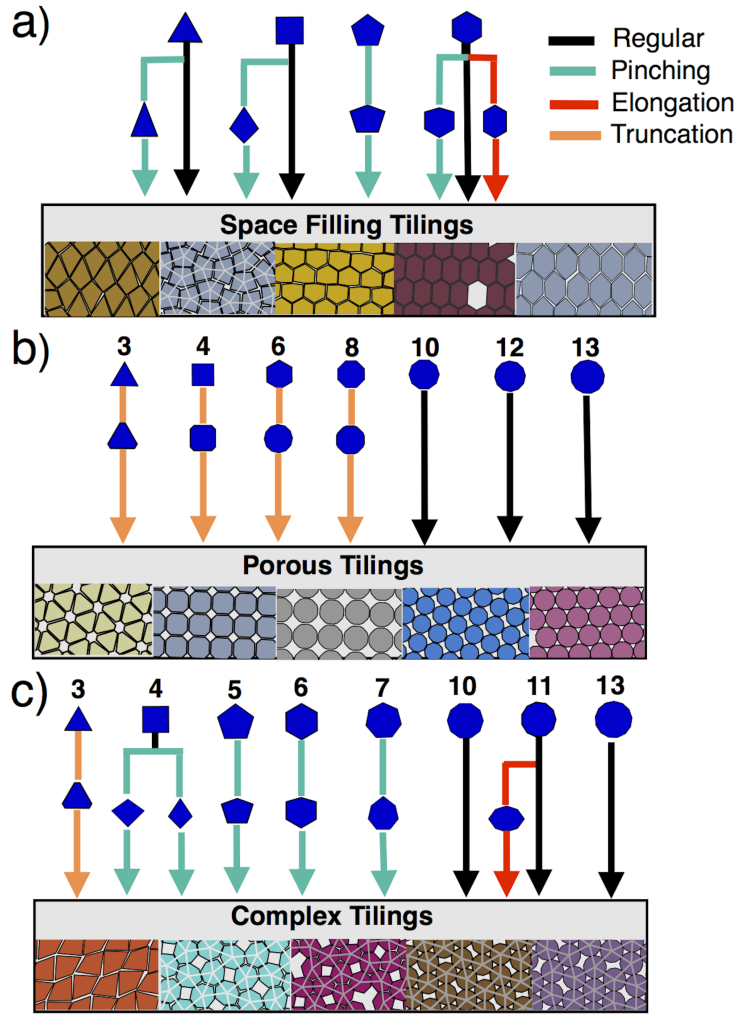 a)
Regular
Pinching
Elongation
Truncation
Space Filling Tilings
b)
3 4 6 8 10 12 13
Porous Tilings
c)
3 4 5 6 7 10 11 13
Complex Tilings